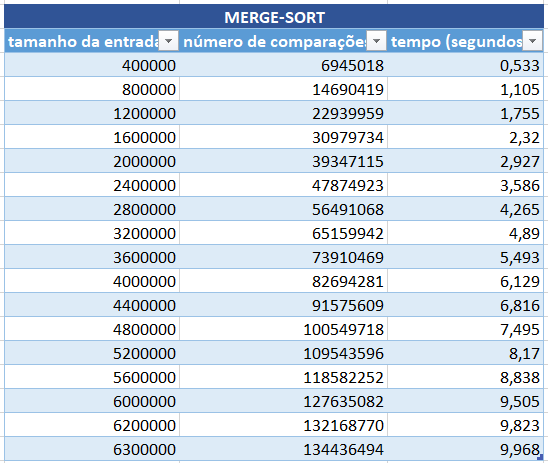 MERGE-SORT
tamanho da entrada número de comparações tempo (segundos
400000 6945018 0,533
800000 14690419 1,105
1200000 22939959 1,755
1600000 30979734 2,32
2000000 39347115 2,927
2400000 47874923 3,586
2800000 56491068 4,265
3200000 65159942 4,89
3600000 73910469 5,493
4000000 82694281 6,129
4400000 91575609 6,816
4800000 100549718 7,495
5200000 109543596 8,17
5600000 118582252 8,838
6000000 127635082 9,505
6200000 132168770 9,823
6300000 134436494 9,968